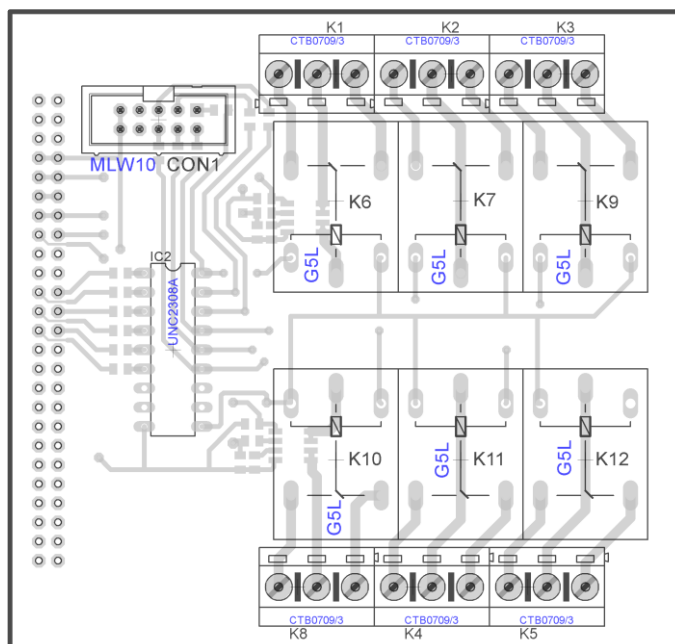 K1 K2 K3
CTB0709/3 CTB0709/3 CTB0709/3
MLW10 CON1
K6 K7 K9
G5L G5L G5L
IC2
UNC2308A
K10 K11 K12
G5L G5L G5L
CTB0709/3 CTB0709/3 CTB0709/3
K8 K4 K5